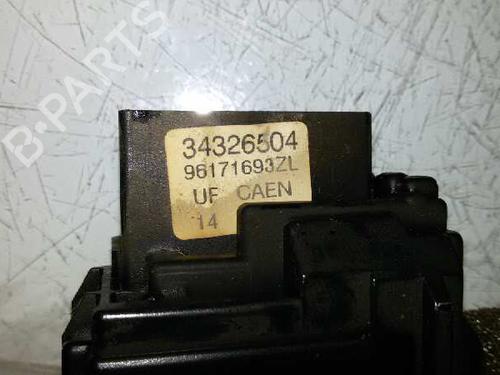 34326504
96171693ZL
UF CAEN
14
B-PARTS